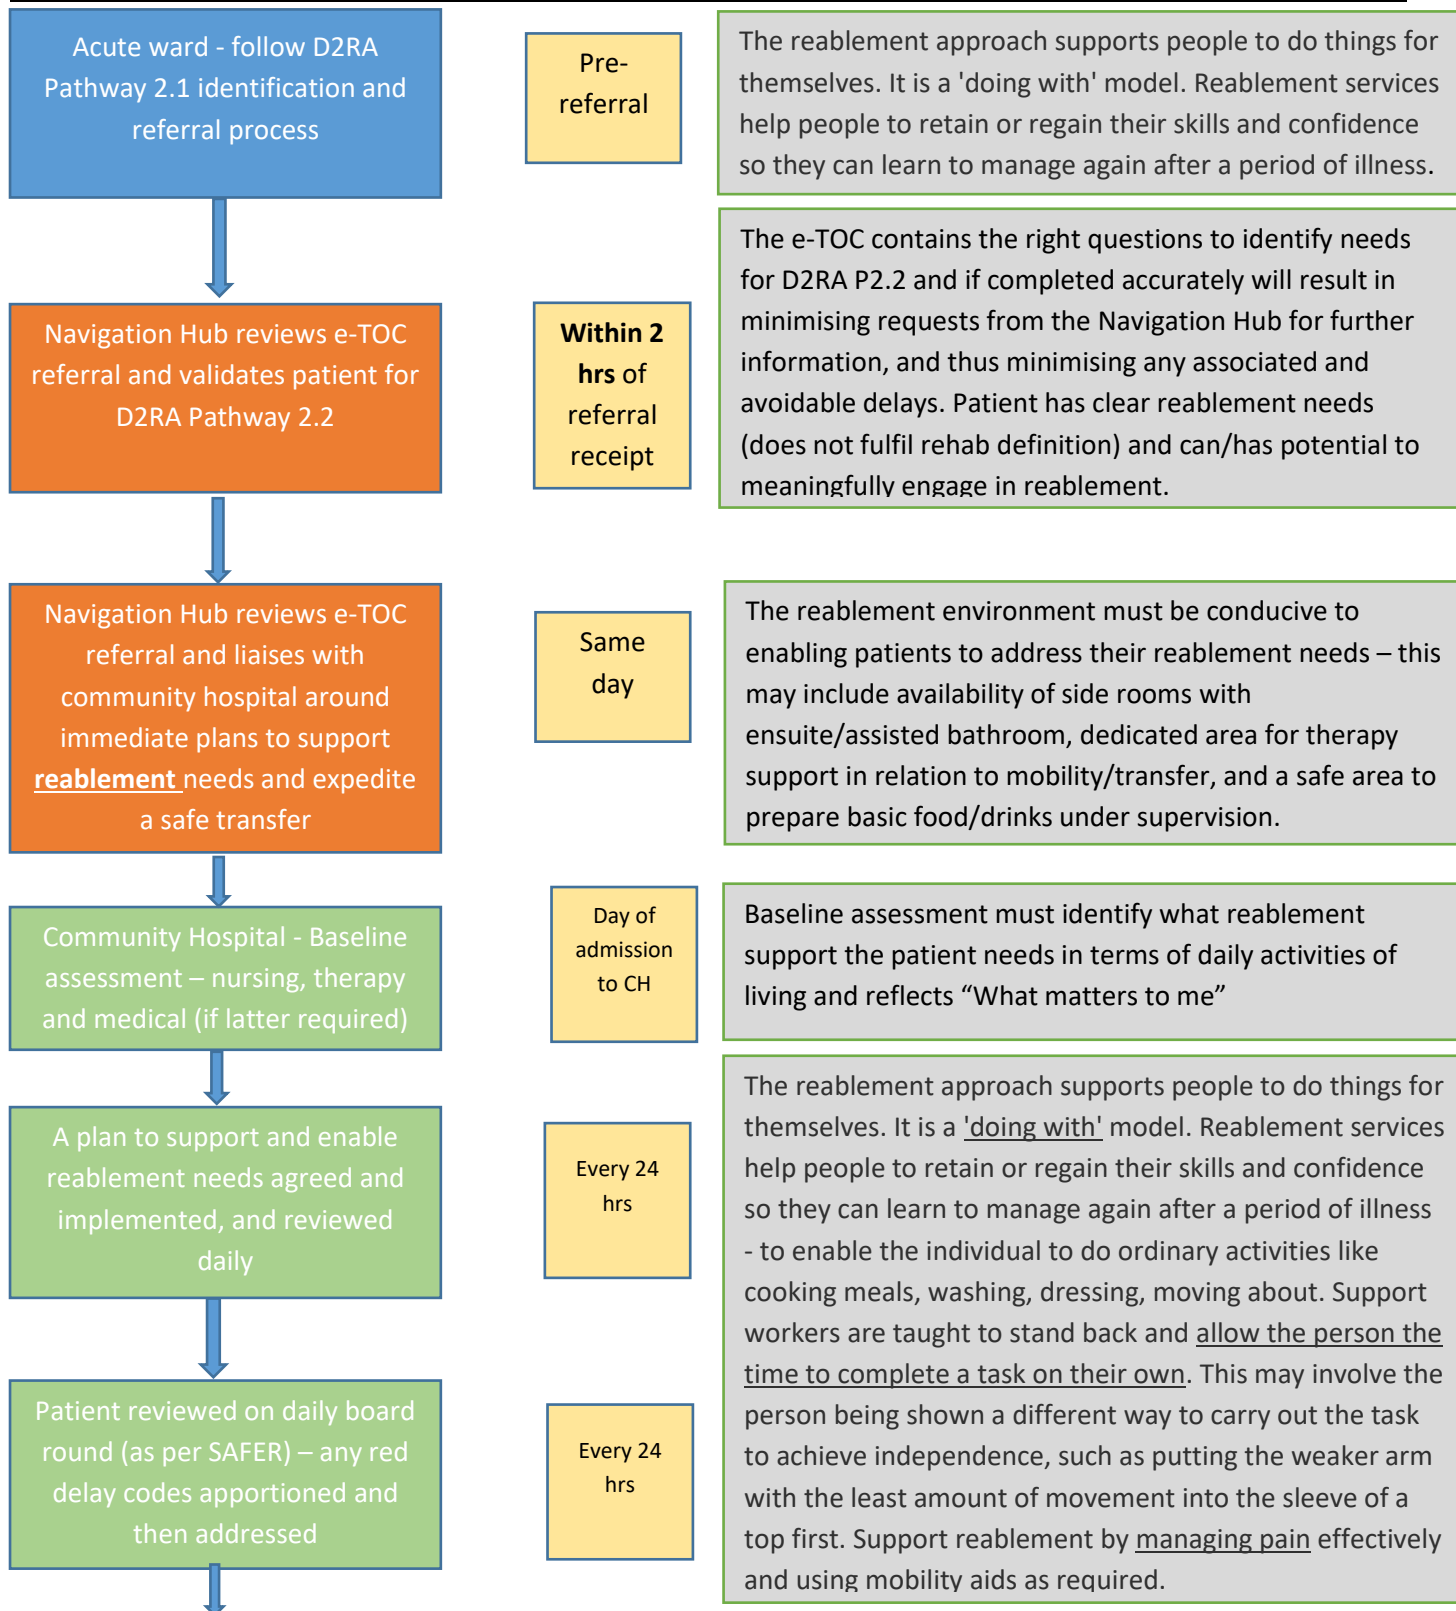 Acute ward - follow D2RA
Pathway 2.1 identification and
referral process
Pre-
referral
The reablement approach supports people to do things for
themselves. It is a 'doing with' model. Reablement services
help people to retain or regain their skills and confidence
so they can learn to manage again after a period of illness.
Navigation Hub reviews e-TOC
referral and validates patient for
D2RA Pathway 2.2
Within 2
hrs of
referral
receipt
The e-TOC contains the right questions to identify needs
for D2RA P2.2 and if completed accurately will result in
minimising requests from the Navigation Hub for further
information, and thus minimising any associated and
avoidable delays. Patient has clear reablement needs
(does not fulfil rehab definition) and can/has potential to
meaningfully engage in reablement.
Navigation Hub reviews e-TOC
referral and liaises with
community hospital around
immediate plans to support
reablement needs and expedite
a safe transfer
Same
day
The reablement environment must be conducive to
enabling patients to address their reablement needs – this
may include availability of side rooms with
ensuite/assisted bathroom, dedicated area for therapy
support in relation to mobility/transfer, and a safe area to
prepare basic food/drinks under supervision.
Community Hospital - Baseline
assessment – nursing, therapy
and medical (if latter required)
Day of
admission
to CH
Baseline assessment must identify what reablement
support the patient needs in terms of daily activities of
living and reflects “What matters to me”
A plan to support and enable
reablement needs agreed and
implemented, and reviewed
daily
Every 24
hrs
The reablement approach supports people to do things for
themselves. It is a 'doing with' model. Reablement services
help people to retain or regain their skills and confidence
so they can learn to manage again after a period of illness
- to enable the individual to do ordinary activities like
cooking meals, washing, dressing, moving about. Support
workers are taught to stand back and allow the person the
time to complete a task on their own. This may involve the
person being shown a different way to carry out the task
to achieve independence, such as putting the weaker arm
with the least amount of movement into the sleeve of a
top first. Support reablement by managing pain effectively
and using mobility aids as required.
Patient reviewed on daily board
round (as per SAFER) – any red
delay codes apportioned and
then addressed
Every 24
hrs